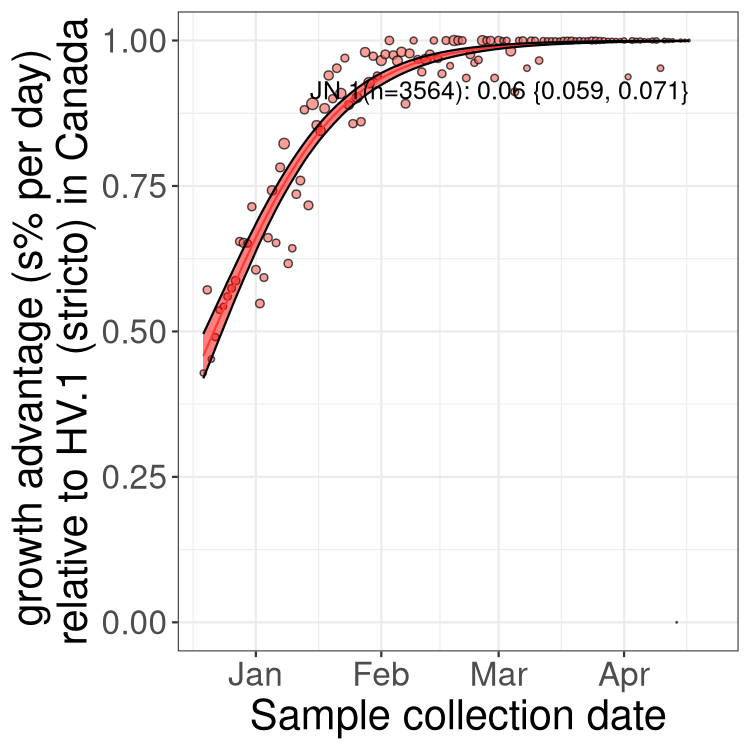 growth advantage (s% per day)
relative to HV.1 (stricto) in Canada
1.00
0.75
0.50
0.25
0.00
JN.1(n=3564): 0.06 {0.059, 0.071}
Jan Feb Mar Apr
Sample collection date